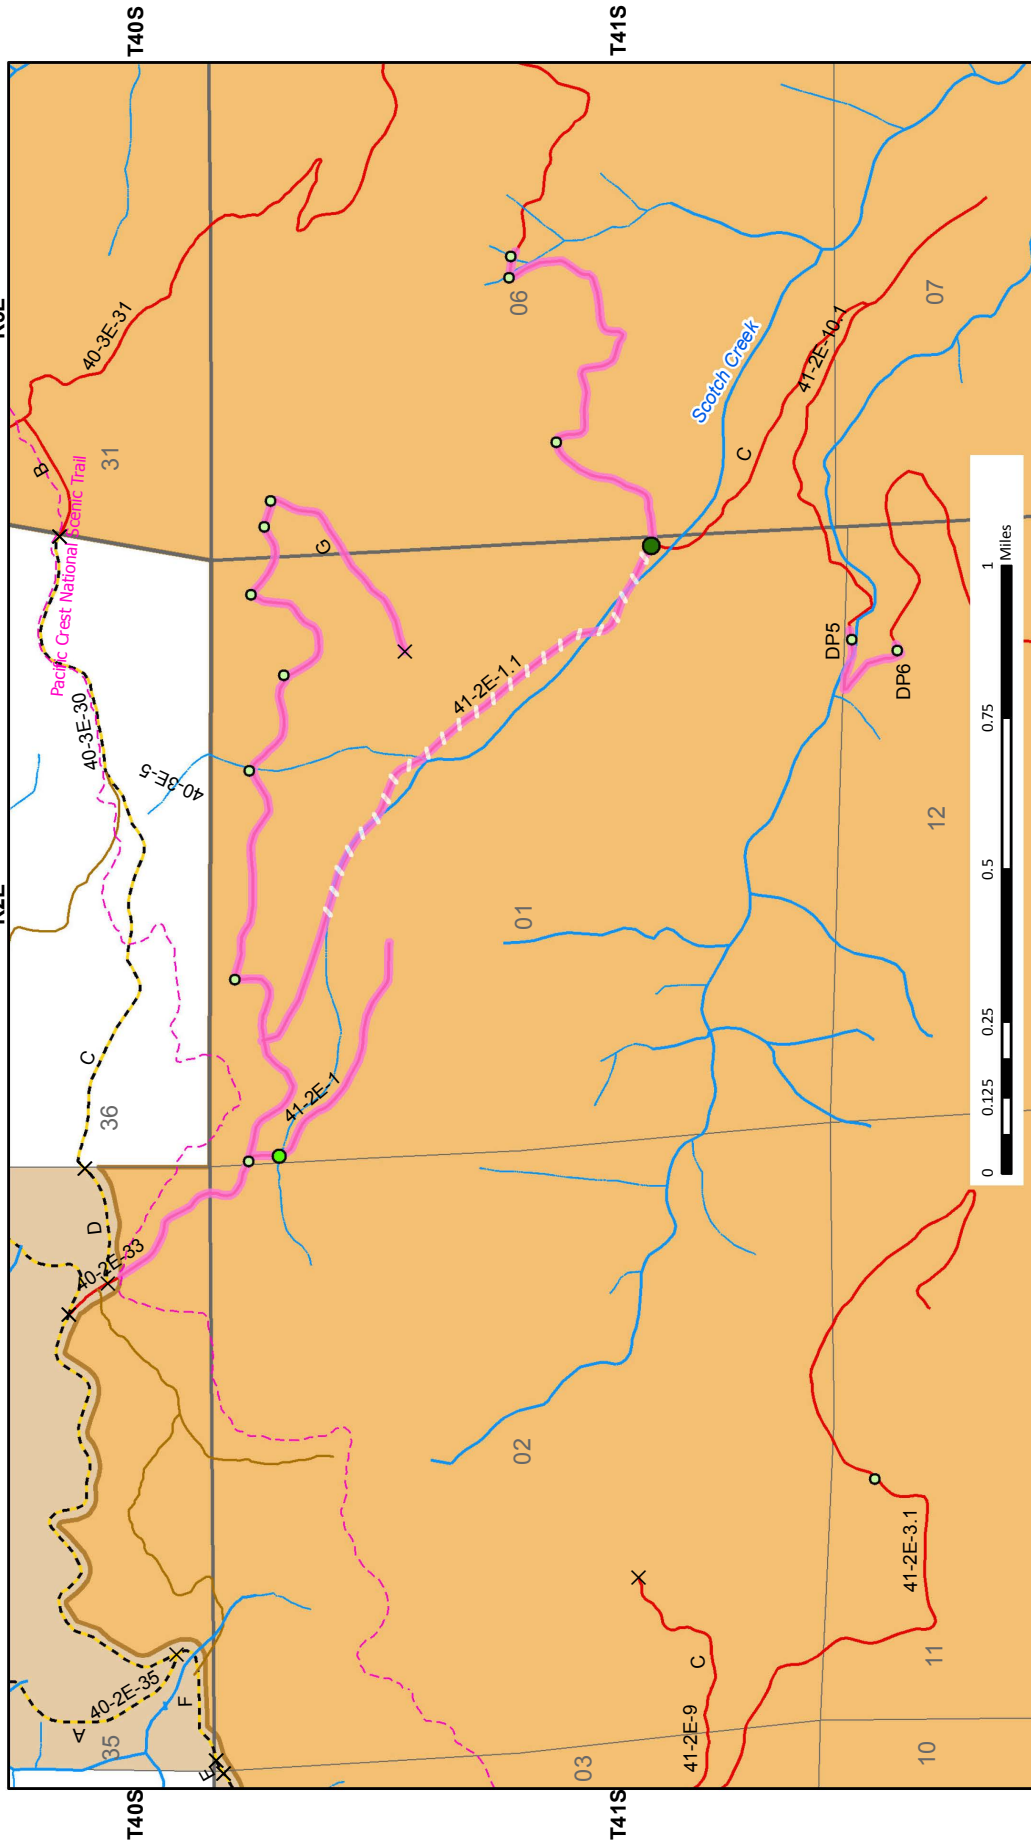 T40S
T41S
40-3E-31
B
31
Pacific Crest National Scenic Trail
40-3E-30
40-3E-5
C
36
D
40-2E-33
A
40-2E-35
35
F
E
T40S
06
G
Scotch Creek
41-2E-10.1
07
C
41-2E-1.1
DP5
DP6
12
01
41-2E-1
02
03
41-2E-9
C
41-2E-3.1
11
10
T41S
0 0.125 0.25 0.5 0.75 1
Miles